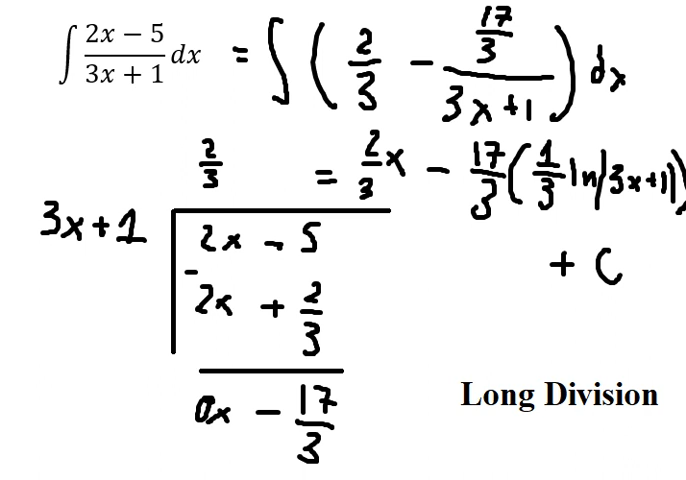 ∫ (2x − 5)/(3x + 1) dx = ∫ ( 2/3 − (17/3)/(3x+1) ) dx
= 2/3 x − 17/3 ( 1/3 ln|3x+1| )
+ C
2/3
3x+1 2x - 5
- 2x + 2/3
0x − 17/3
Long Division